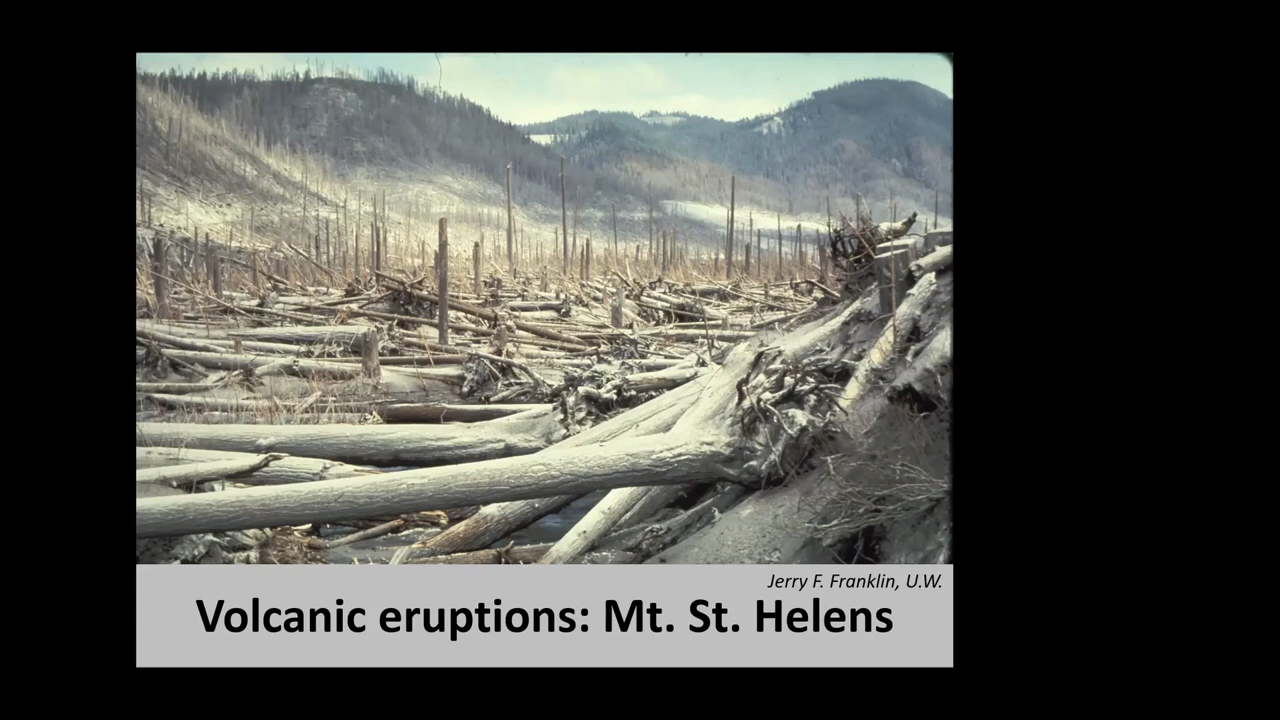 Jerry F. Franklin, U.W.
Volcanic eruptions: Mt. St. Helens